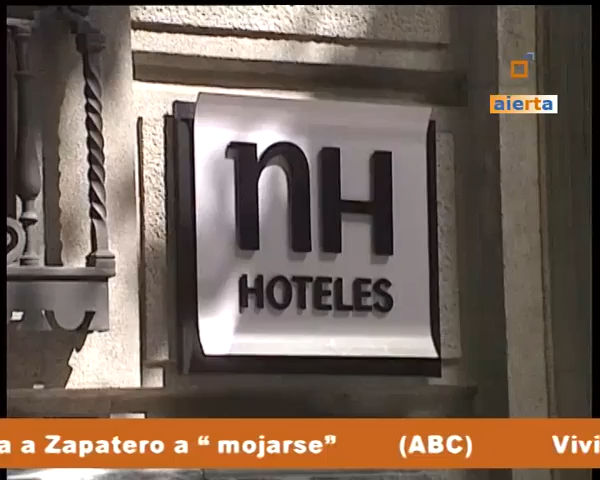 aierta
nH
HOTELES
a a Zapatero a “ mojarse” (ABC) Vivi